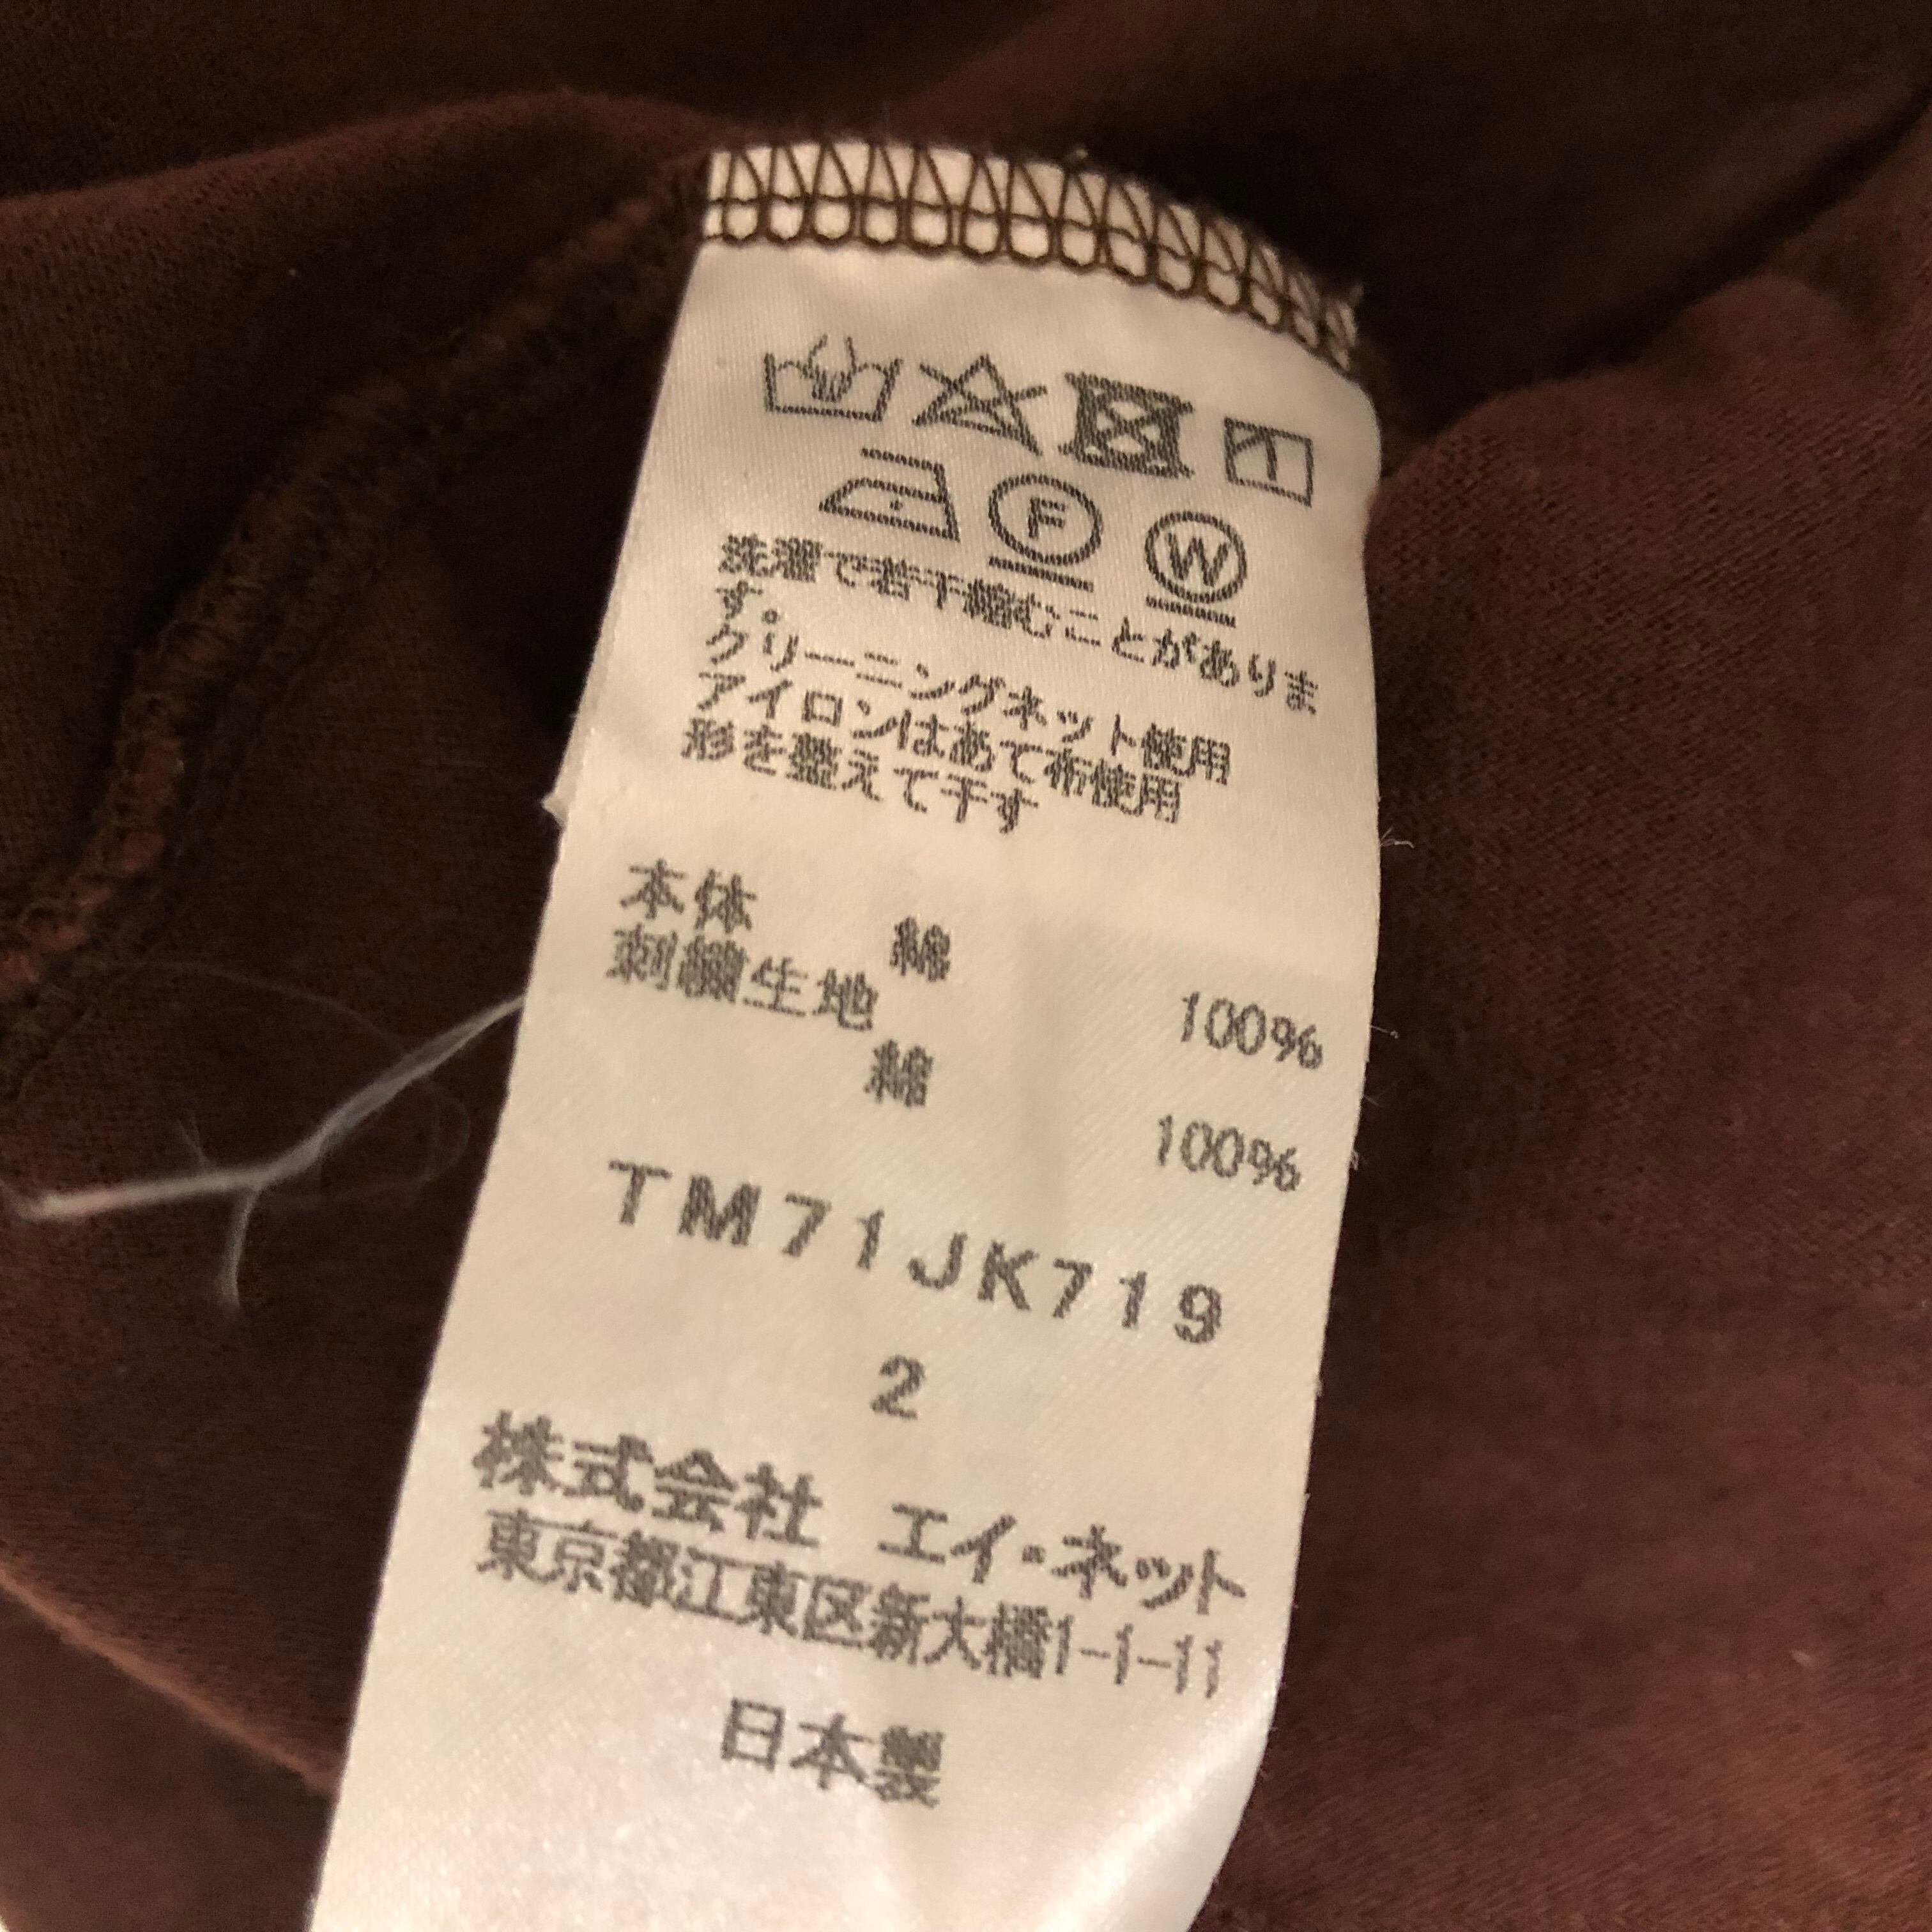 F W
洗濯で若干縮むことがありま
す。
クリーニングネット使用
アイロンはあて布使用
形を整えて干す
本体 綿 100%
刺繍生地
綿 100%
TM71JK719
2
株式会社 エイ・ネット
東京都江東区新大橋1-1-11
日本製